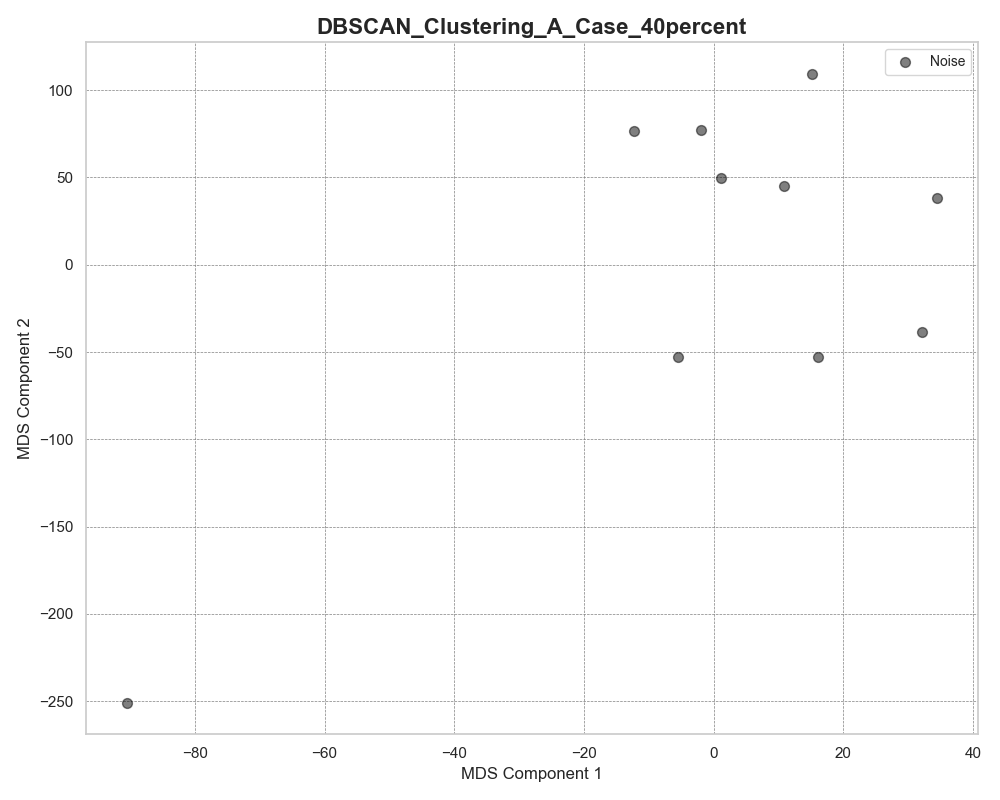 DBSCAN_Clustering_A_Case_40percent
Noise
100
50
0
−50
−100
−150
−200
−250
MDS Component 2
−80 −60 −40 −20 0 20 40
MDS Component 1